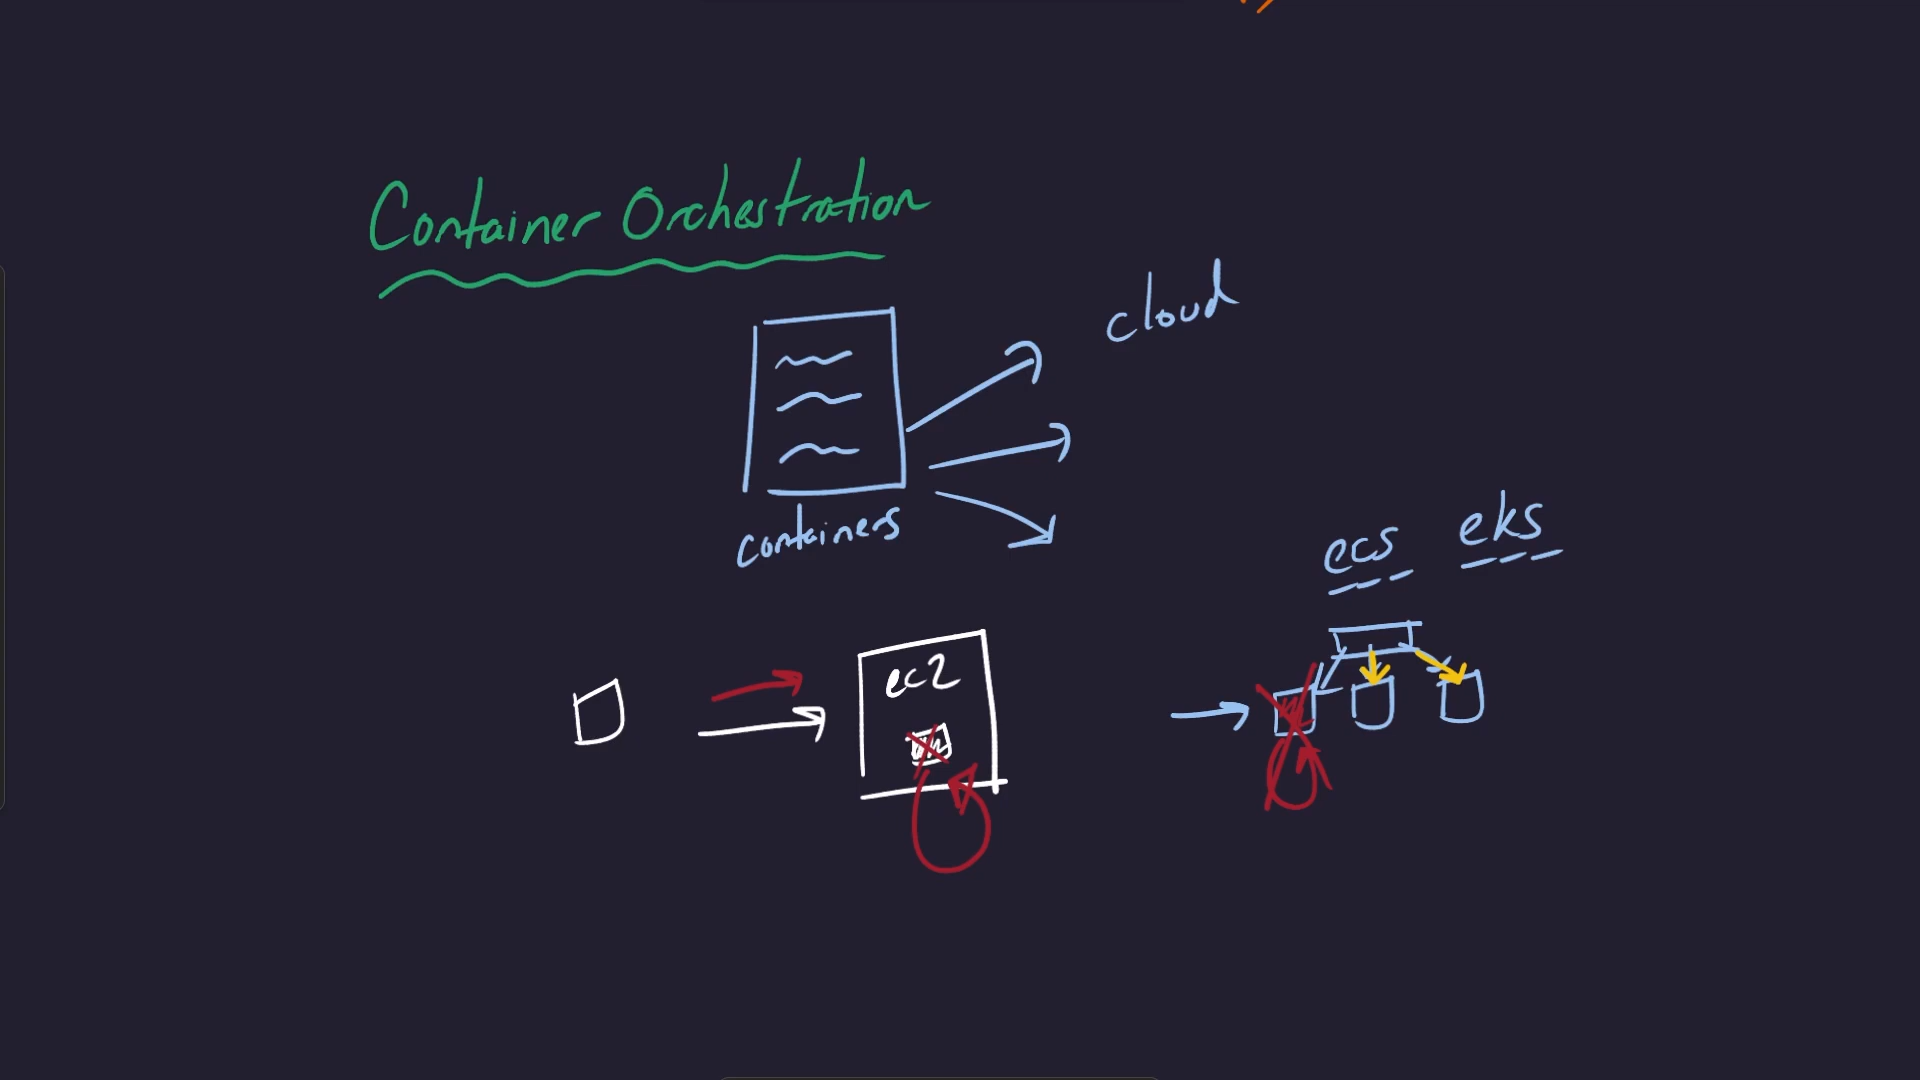 Container Orchestration
cloud
containers
ecs eks
ec2